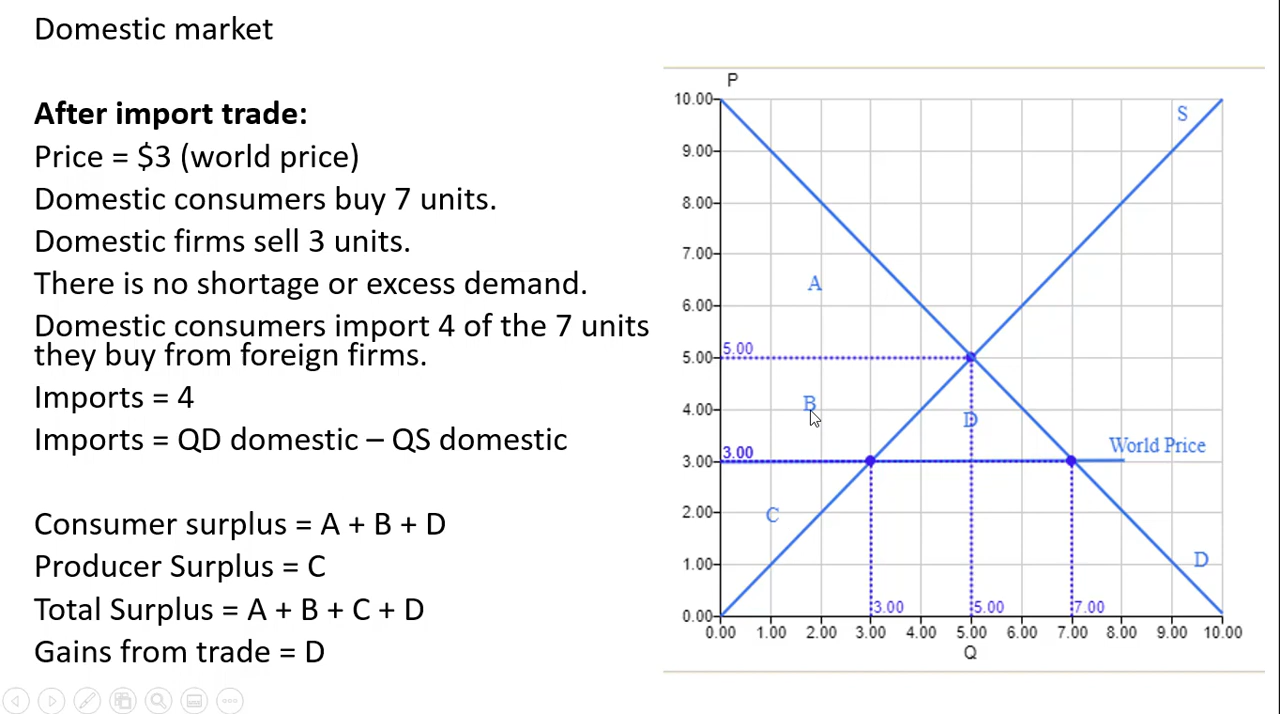 Domestic market
After import trade:
Price = $3 (world price)
Domestic consumers buy 7 units.
Domestic firms sell 3 units.
There is no shortage or excess demand.
Domestic consumers import 4 of the 7 units
they buy from foreign firms.
Imports = 4
Imports = QD domestic – QS domestic
Consumer surplus = A + B + D
Producer Surplus = C
Total Surplus = A + B + C + D
Gains from trade = D
P
10.00
S
9.00
8.00
7.00
A
6.00
5.00
5.00
B
4.00
D
World Price
3.00
3.00
C
2.00
D
1.00
3.00
5.00
7.00
0.00
0.00 1.00 2.00 3.00 4.00 5.00 6.00 7.00 8.00 9.00 10.00
Q